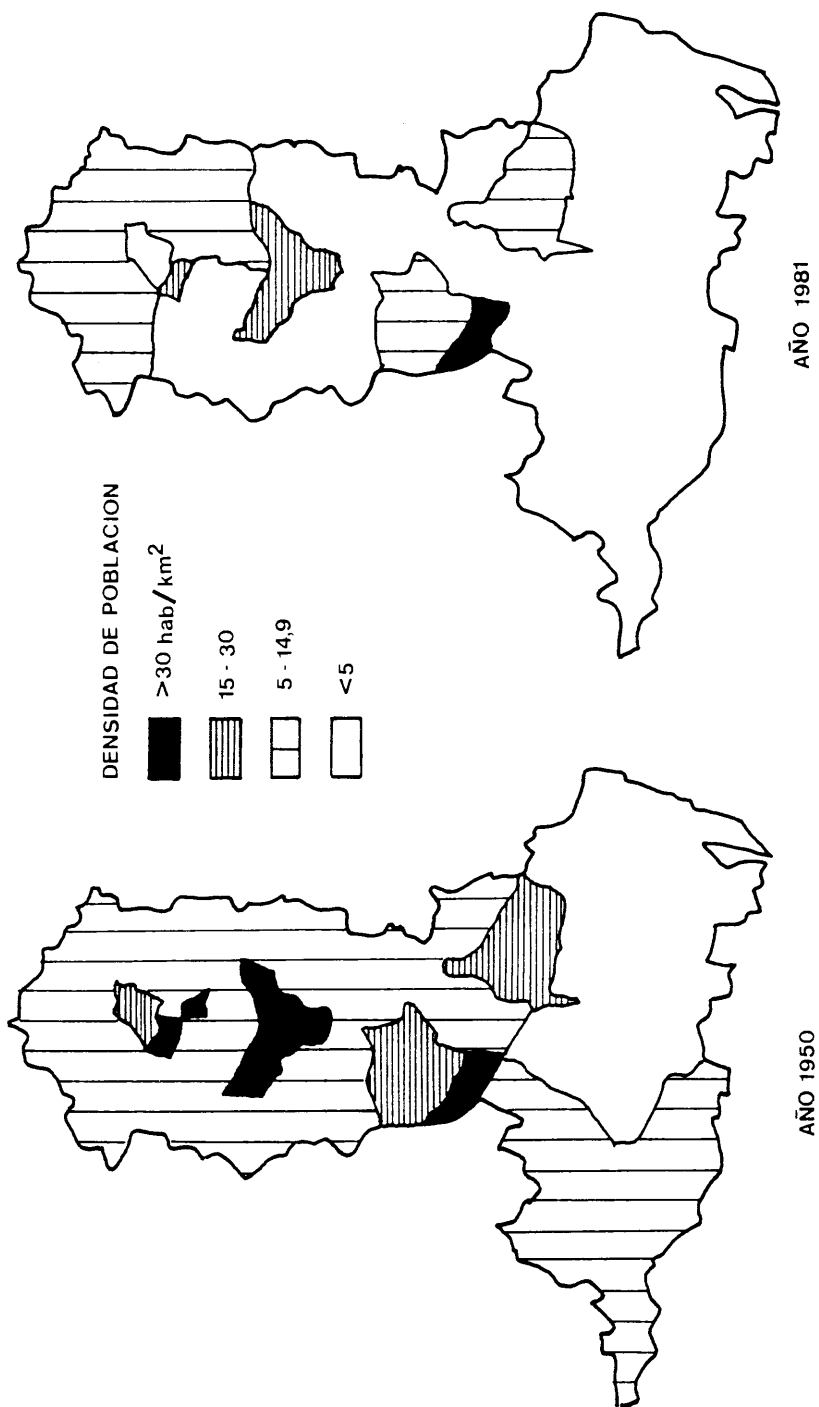 DENSIDAD DE POBLACION
>30 hab/km²
15 - 30
5 - 14,9
<5
AÑO 1950
AÑO 1981